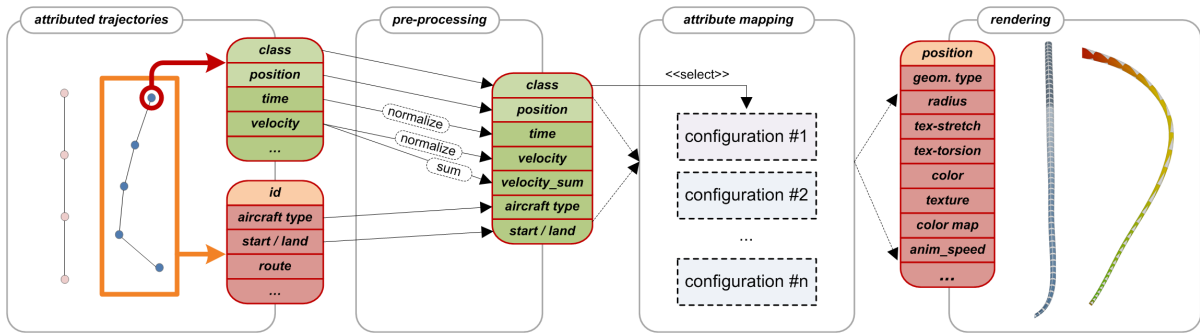 attributed trajectories
pre-processing
attribute mapping
rendering
class
position
time
velocity
...
id
aircraft type
start / land
route
...
normalize
normalize
sum
class
position
time
velocity
velocity_sum
aircraft type
start / land
<<select>>
configuration #1
configuration #2
...
configuration #n
position
geom. type
radius
tex-stretch
tex-torsion
color
texture
color map
anim_speed
...